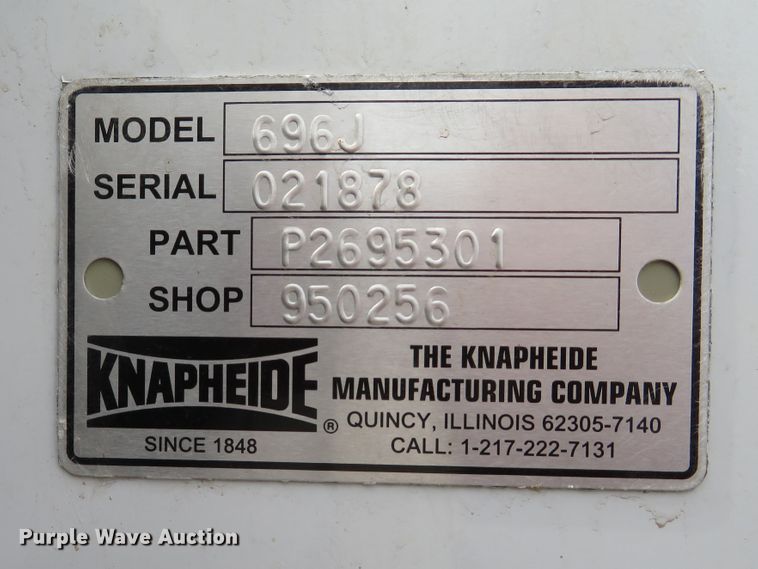 MODEL 696J
SERIAL 021878
PART P2695301
SHOP 950256
KNAPHEIDE ®
SINCE 1848
THE KNAPHEIDE
MANUFACTURING COMPANY
QUINCY, ILLINOIS 62305-7140
CALL: 1-217-222-7131
Purple Wave Auction